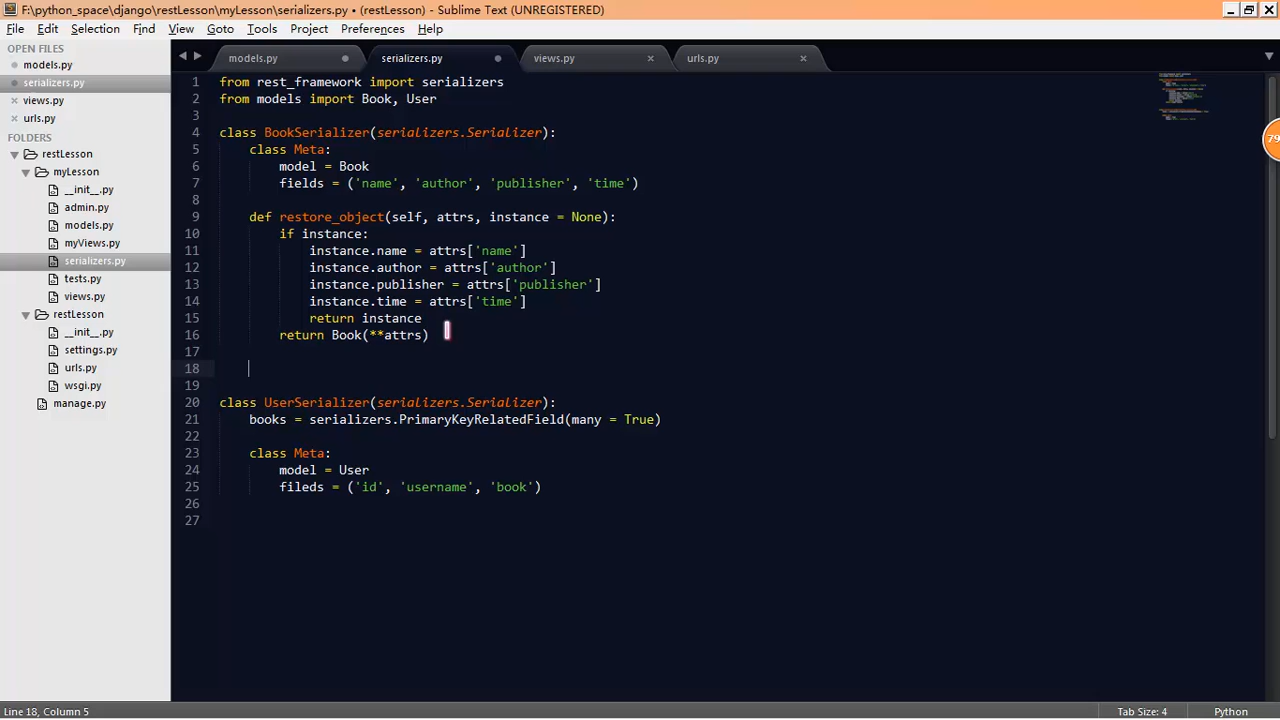 F:\python_space\django\restLesson\myLesson\serializers.py • (restLesson) - Sublime Text (UNREGISTERED)
File Edit Selection Find View Goto Tools Project Preferences Help
OPEN FILES
models.py
serializers.py
views.py
urls.py
FOLDERS
restLesson
myLesson
__init__.py
admin.py
models.py
myViews.py
serializers.py
tests.py
views.py
restLesson
__init__.py
settings.py
urls.py
wsgi.py
manage.py
models.py serializers.py views.py urls.py
1 from rest_framework import serializers
2 from models import Book, User
3
4 class BookSerializer(serializers.Serializer):
5 class Meta:
6 model = Book
7 fields = ('name', 'author', 'publisher', 'time')
8
9 def restore_object(self, attrs, instance = None):
10 if instance:
11 instance.name = attrs['name']
12 instance.author = attrs['author']
13 instance.publisher = attrs['publisher']
14 instance.time = attrs['time']
15 return instance
16 return Book(**attrs)
17
18
19
20 class UserSerializer(serializers.Serializer):
21 books = serializers.PrimaryKeyRelatedField(many = True)
22
23 class Meta:
24 model = User
25 fileds = ('id', 'username', 'book')
26
27
79
Line 18, Column 5 Tab Size: 4 Python